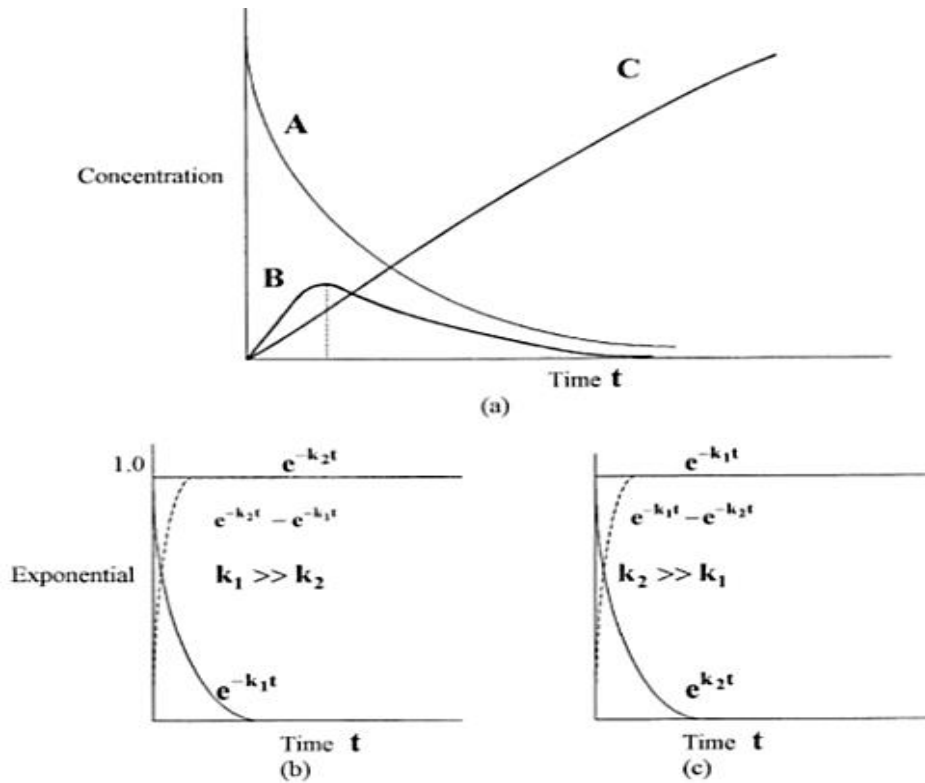 C
A
Concentration
B
Time t
(a)
1.0
e^{-k_2t}
e^{-k_2t} – e^{-k_1t}
Exponential
k_1 >> k_2
e^{-k_1t}
Time t
(b)
e^{-k_1t}
e^{-k_1t} – e^{-k_2t}
k_2 >> k_1
e^{k_2t}
Time t
(c)